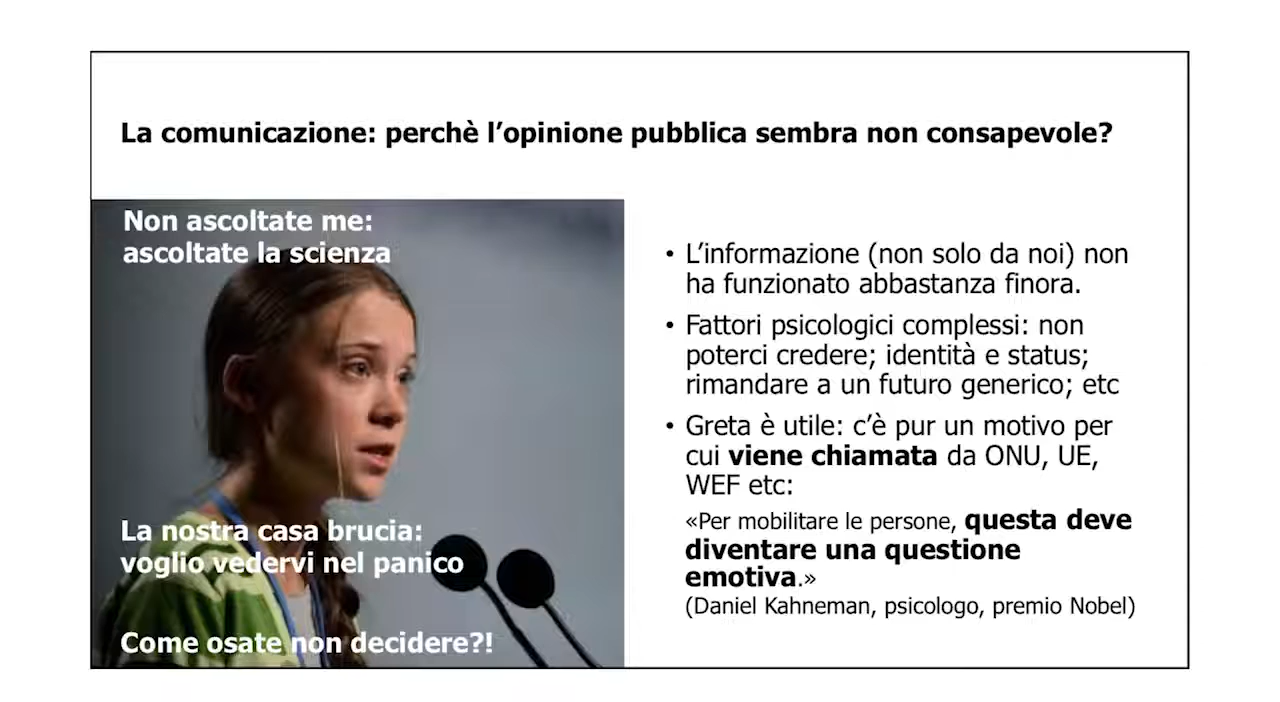 La comunicazione: perchè l’opinione pubblica sembra non consapevole?
Non ascoltate me:
ascoltate la scienza
La nostra casa brucia:
voglio vedervi nel panico
Come osate non decidere?!
• L’informazione (non solo da noi) non
ha funzionato abbastanza finora.
• Fattori psicologici complessi: non
poterci credere; identità e status;
rimandare a un futuro generico; etc
• Greta è utile: c’è pur un motivo per
cui viene chiamata da ONU, UE,
WEF etc:
«Per mobilitare le persone, questa deve
diventare una questione
emotiva.»
(Daniel Kahneman, psicologo, premio Nobel)